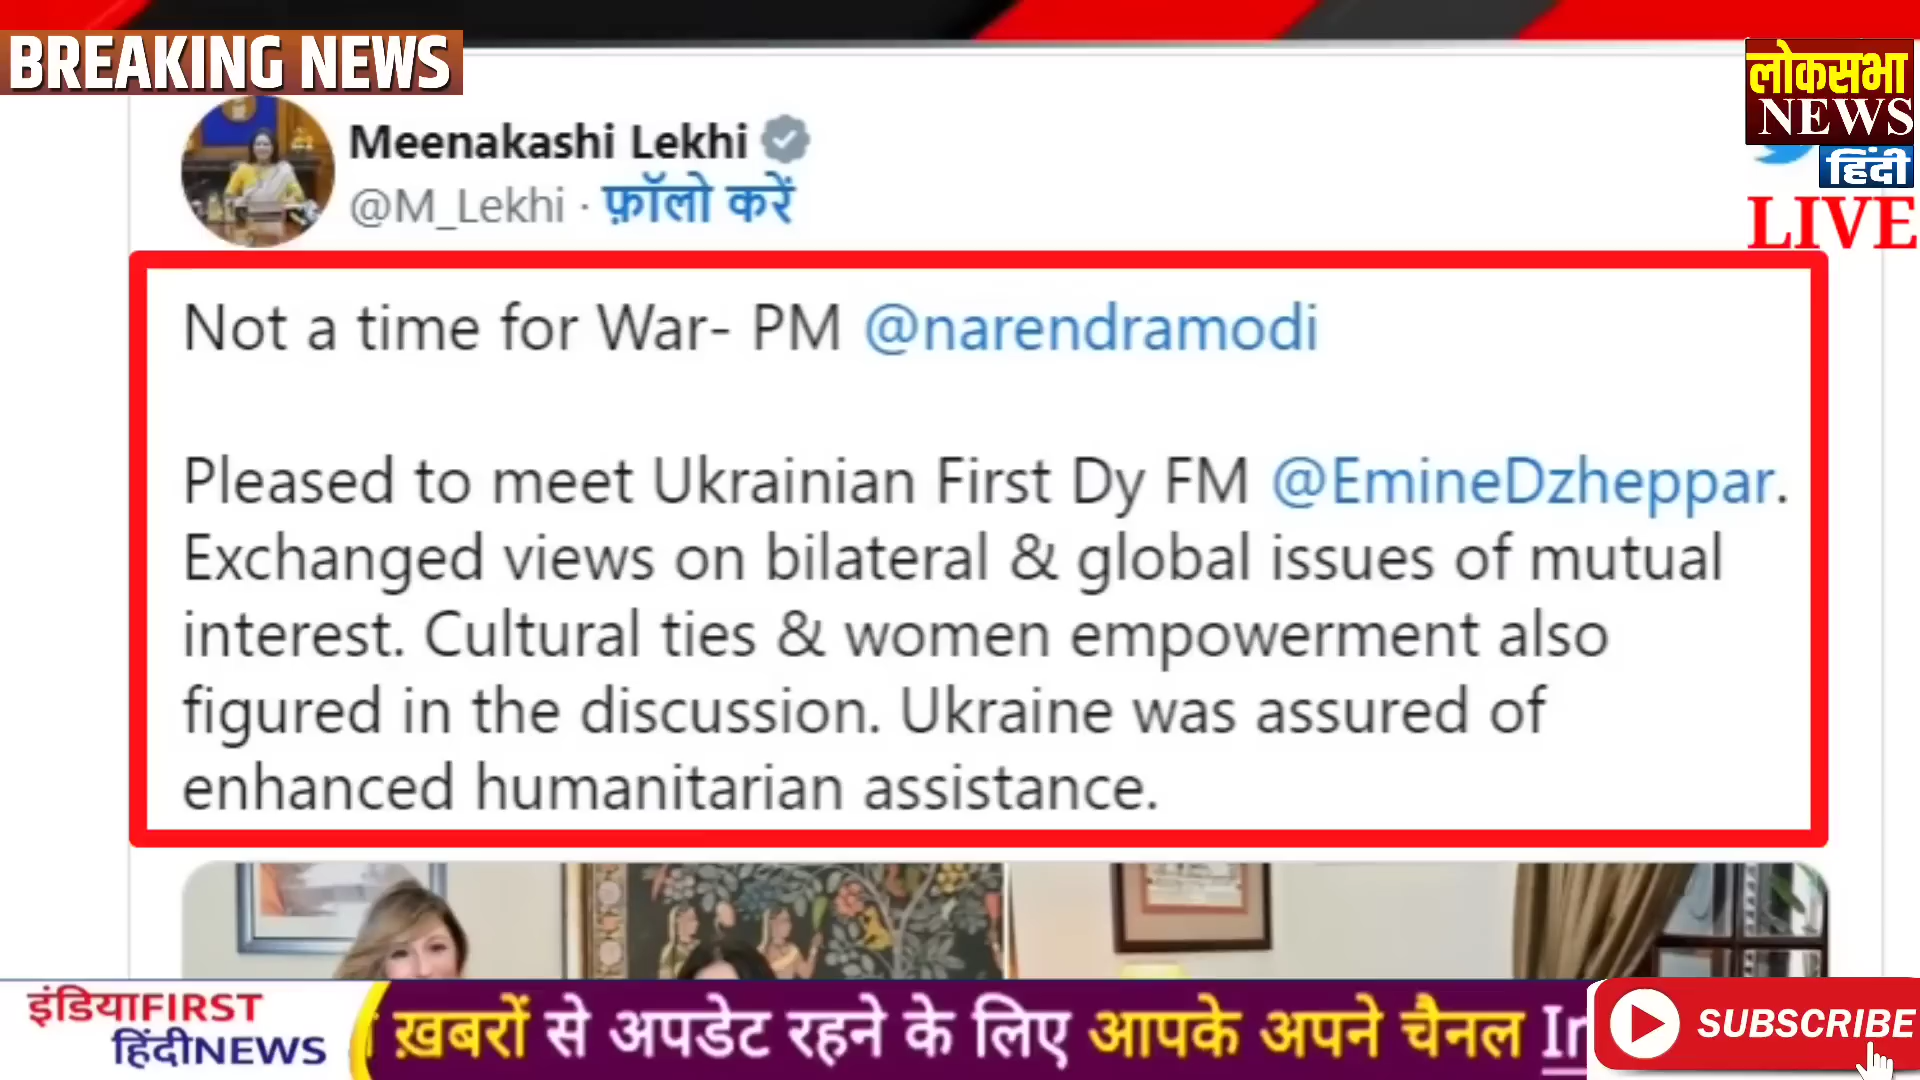 BREAKING NEWS
लोकसभा
NEWS
हिंदी
LIVE
Meenakashi Lekhi
@M_Lekhi · फ़ॉलो करें
Not a time for War- PM @narendramodi
Pleased to meet Ukrainian First Dy FM @EmineDzheppar.
Exchanged views on bilateral & global issues of mutual
interest. Cultural ties & women empowerment also
figured in the discussion. Ukraine was assured of
enhanced humanitarian assistance.
इंडियाFIRST
हिंदीNEWS
ख़बरों से अपडेट रहने के लिए आपके अपने चैनल
SUBSCRIBE